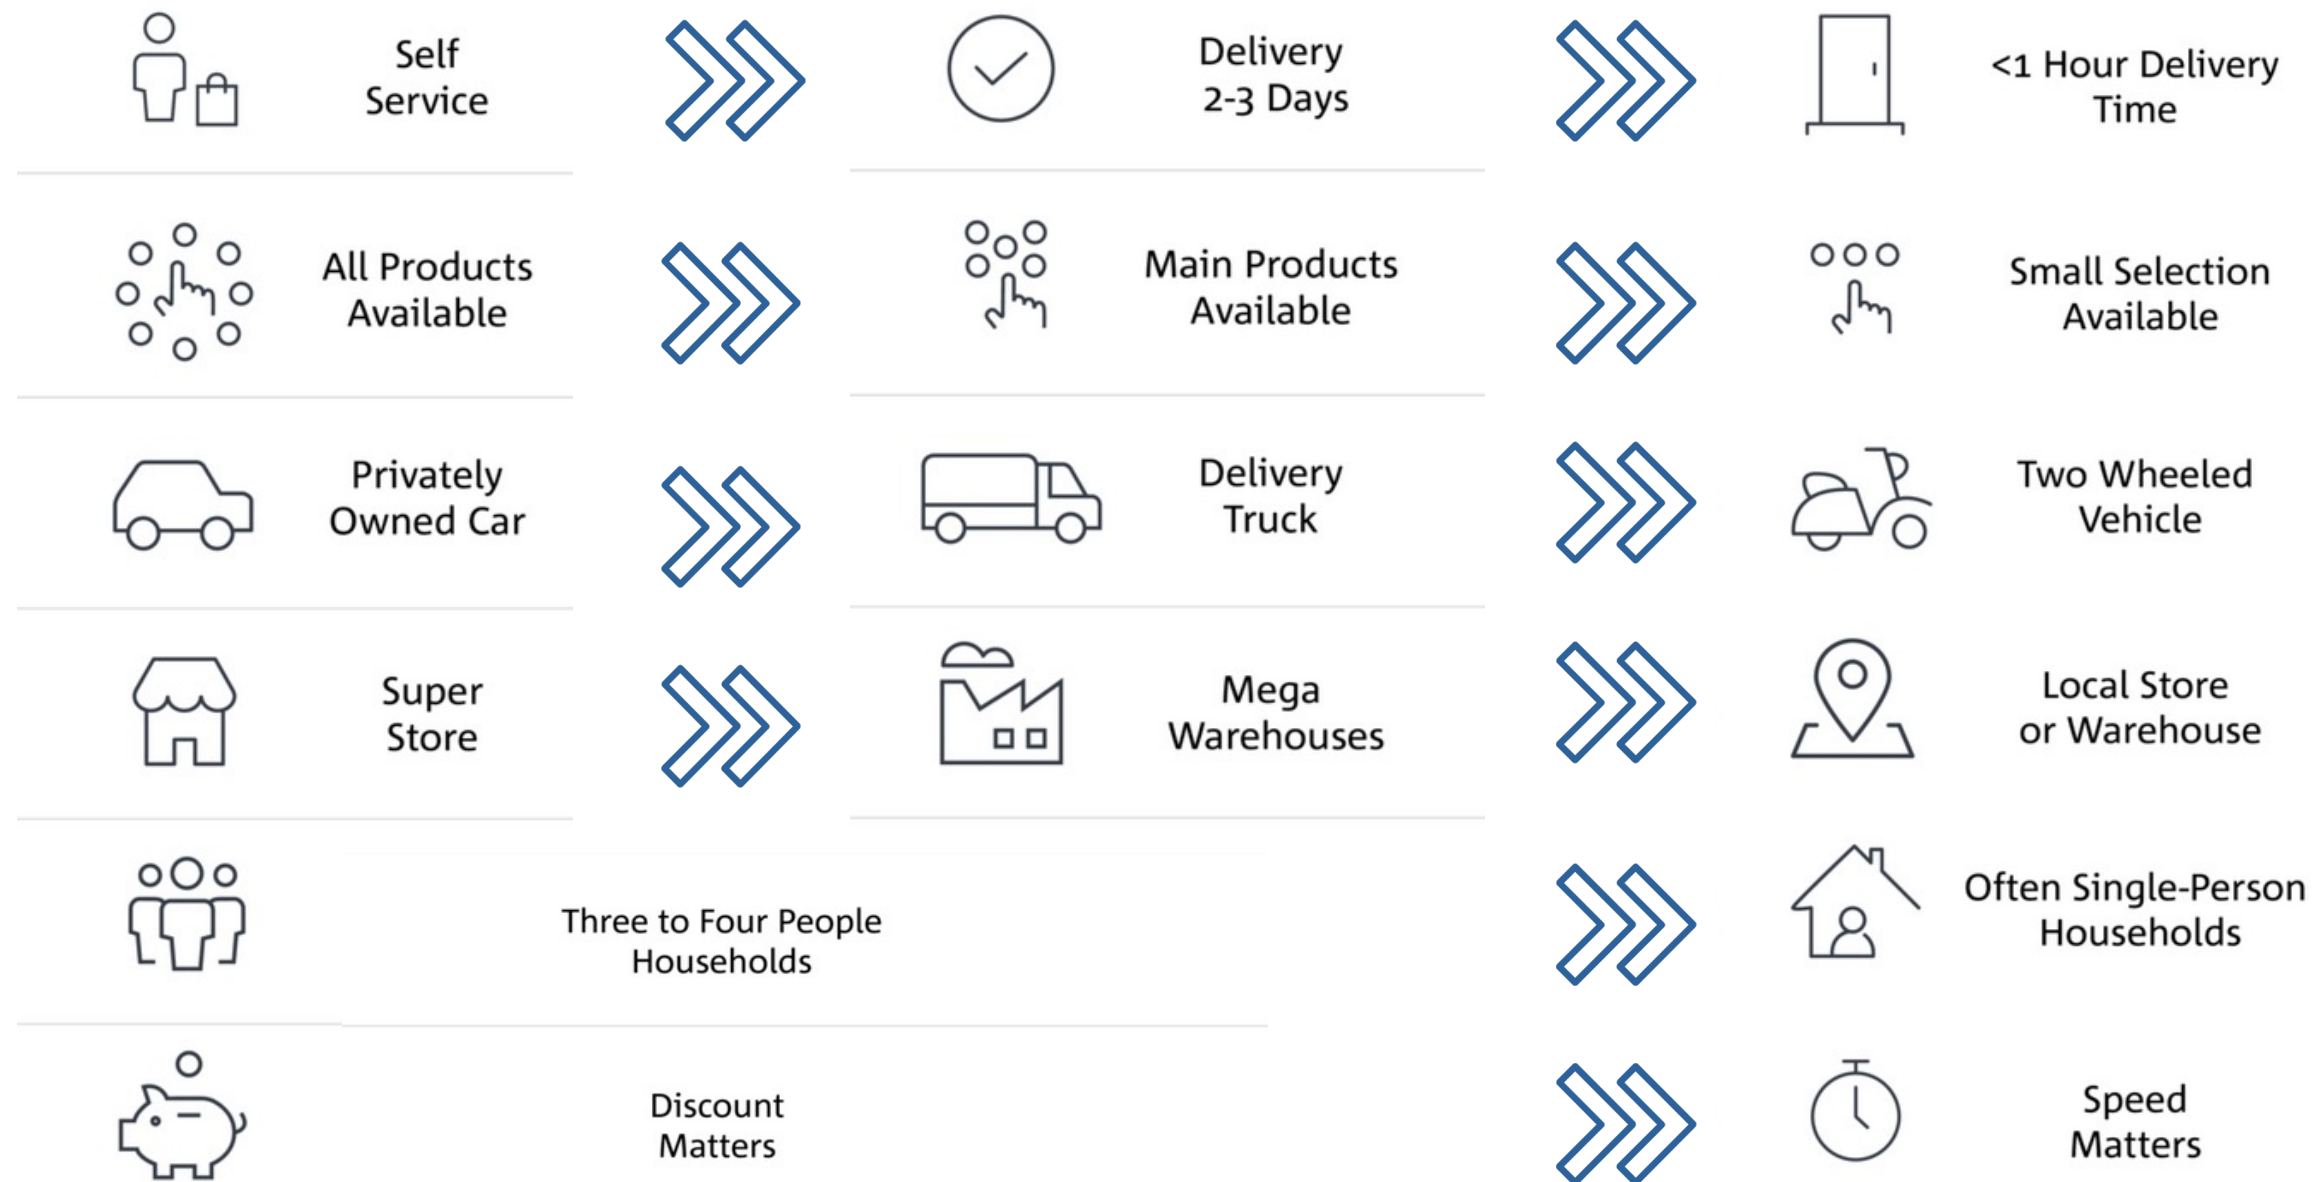 Self
Service
Delivery
2-3 Days
<1 Hour Delivery
Time
All Products
Available
Main Products
Available
Small Selection
Available
Privately
Owned Car
Delivery
Truck
Two Wheeled
Vehicle
Super
Store
Mega
Warehouses
Local Store
or Warehouse
Three to Four People
Households
Often Single-Person
Households
Discount
Matters
Speed
Matters